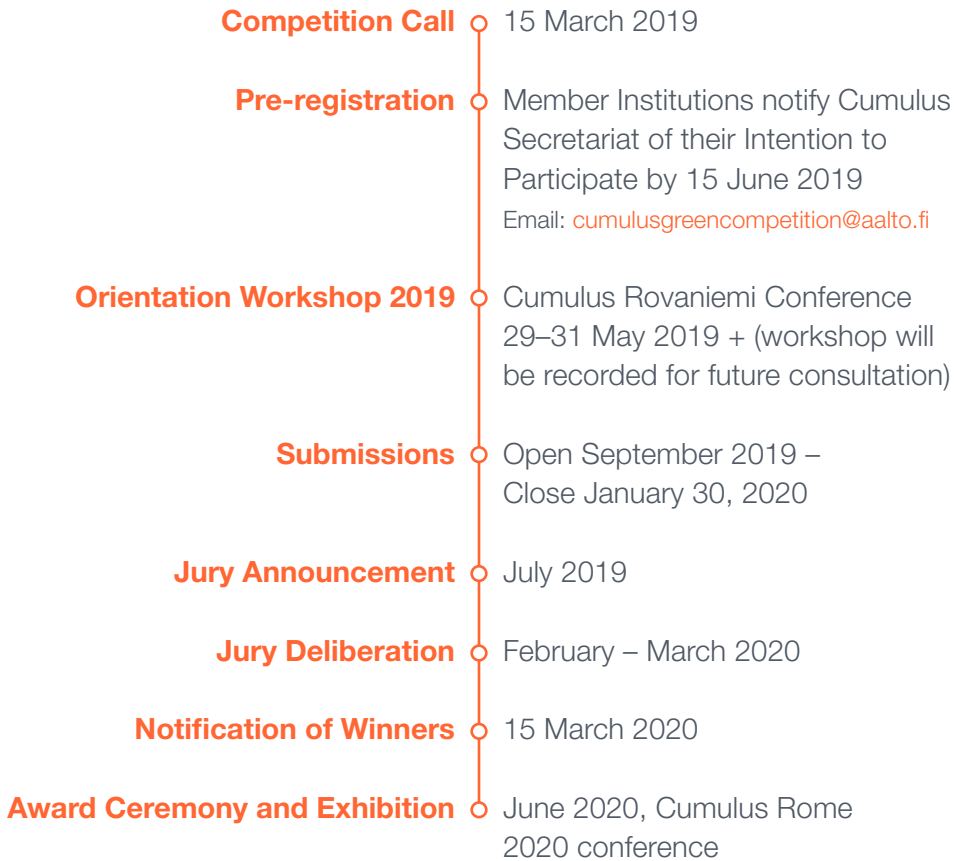 Competition Call 15 March 2019
Pre-registration Member Institutions notify Cumulus
Secretariat of their Intention to
Participate by 15 June 2019
Email: cumulusgreencompetition@aalto.fi
Orientation Workshop 2019 Cumulus Rovaniemi Conference
29–31 May 2019 + (workshop will
be recorded for future consultation)
Submissions Open September 2019 –
Close January 30, 2020
Jury Announcement July 2019
Jury Deliberation February – March 2020
Notification of Winners 15 March 2020
Award Ceremony and Exhibition June 2020, Cumulus Rome
2020 conference